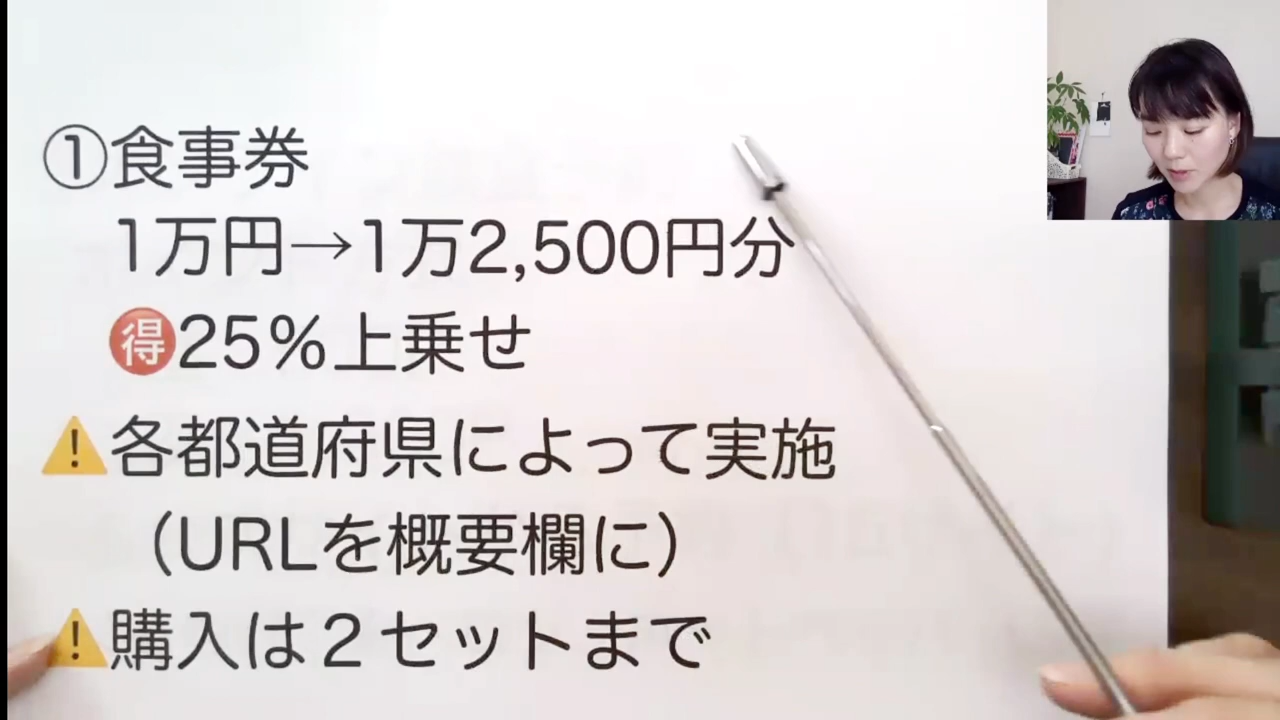 ①食事券
1万円→1万2,500円分
得25%上乗せ
各都道府県によって実施
（URLを概要欄に）
購入は２セットまで